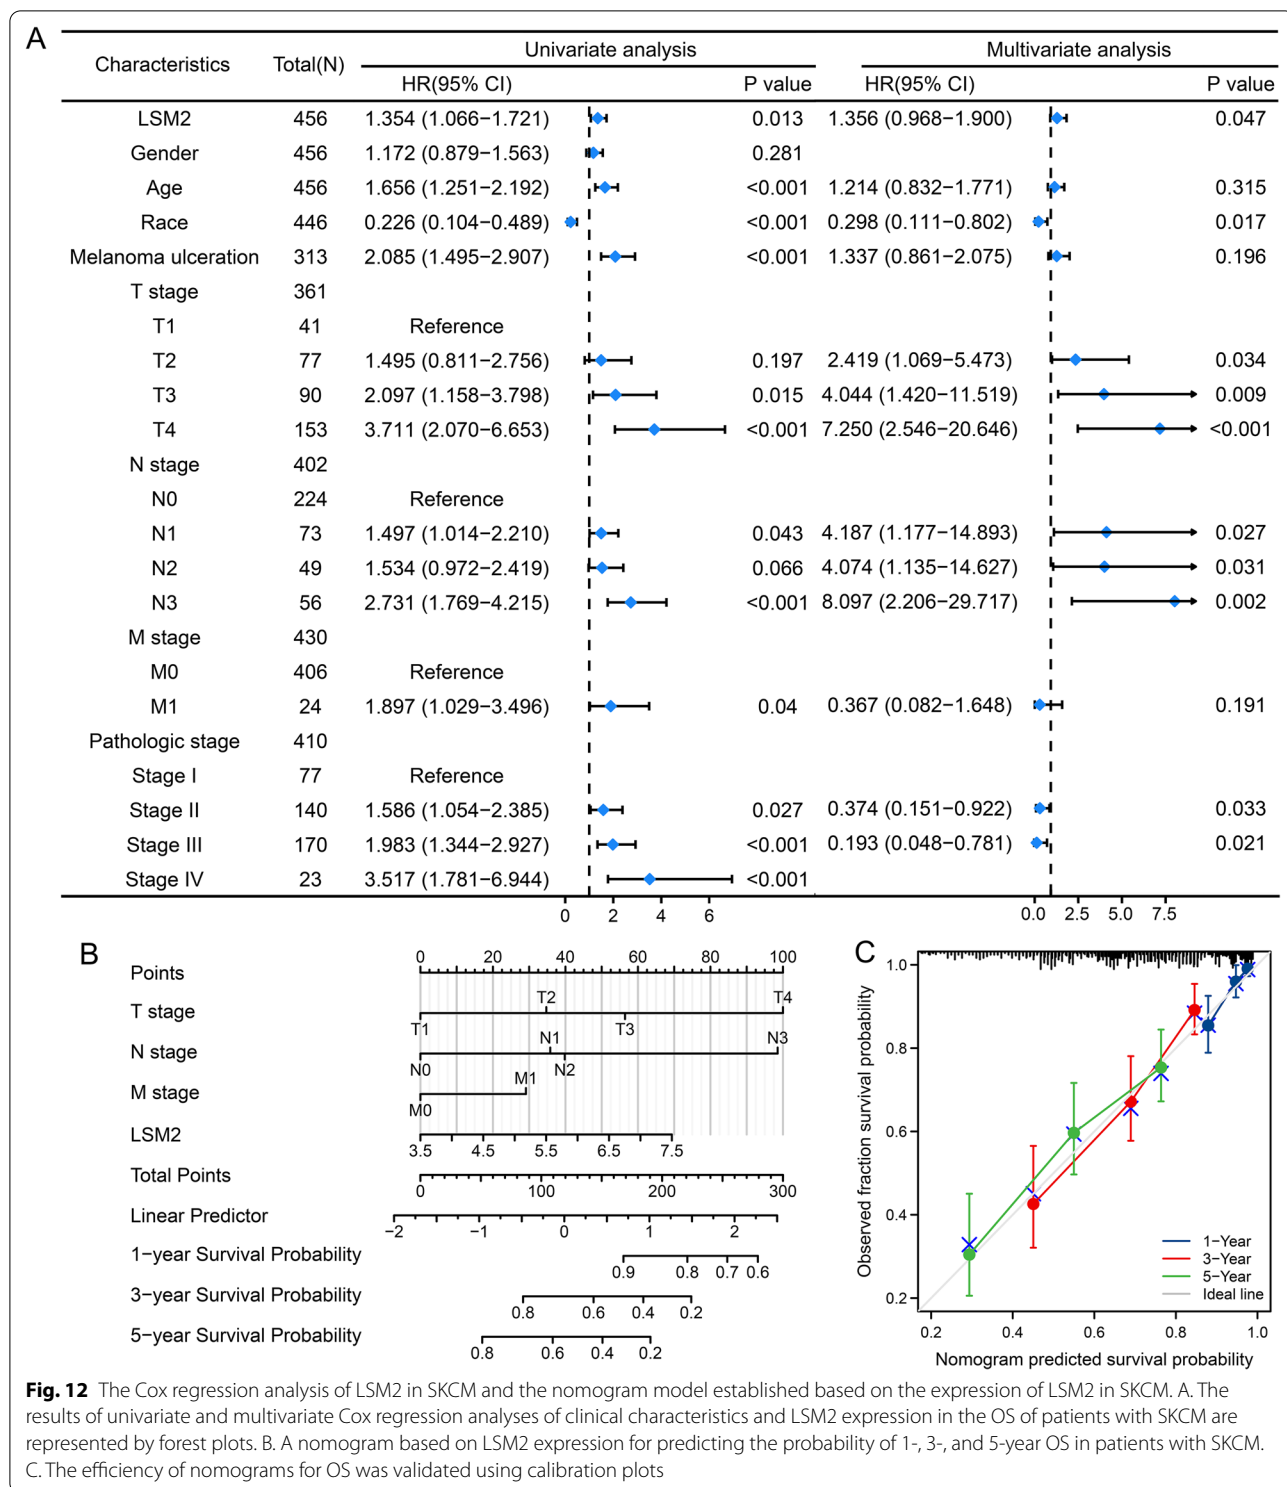 A
Characteristics Total(N) Univariate analysis Multivariate analysis
HR(95% CI) P value HR(95% CI) P value
LSM2 456 1.354 (1.066−1.721) 0.013 1.356 (0.968−1.900) 0.047
Gender 456 1.172 (0.879−1.563) 0.281
Age 456 1.656 (1.251−2.192) <0.001 1.214 (0.832−1.771) 0.315
Race 446 0.226 (0.104−0.489) <0.001 0.298 (0.111−0.802) 0.017
Melanoma ulceration 313 2.085 (1.495−2.907) <0.001 1.337 (0.861−2.075) 0.196
T stage 361
T1 41 Reference
T2 77 1.495 (0.811−2.756) 0.197 2.419 (1.069−5.473) 0.034
T3 90 2.097 (1.158−3.798) 0.015 4.044 (1.420−11.519) 0.009
T4 153 3.711 (2.070−6.653) <0.001 7.250 (2.546−20.646) <0.001
N stage 402
N0 224 Reference
N1 73 1.497 (1.014−2.210) 0.043 4.187 (1.177−14.893) 0.027
N2 49 1.534 (0.972−2.419) 0.066 4.074 (1.135−14.627) 0.031
N3 56 2.731 (1.769−4.215) <0.001 8.097 (2.206−29.717) 0.002
M stage 430
M0 406 Reference
M1 24 1.897 (1.029−3.496) 0.04 0.367 (0.082−1.648) 0.191
Pathologic stage 410
Stage I 77 Reference
Stage II 140 1.586 (1.054−2.385) 0.027 0.374 (0.151−0.922) 0.033
Stage III 170 1.983 (1.344−2.927) <0.001 0.193 (0.048−0.781) 0.021
Stage IV 23 3.517 (1.781−6.944) <0.001
0 2 4 6 0.0 2.5 5.0 7.5
B
Points 0 20 40 60 80 100
T stage T1 T2 T3 T4
N stage N0 N1 N2 N3
M stage M0 M1
LSM2 3.5 4.5 5.5 6.5 7.5
Total Points 0 100 200 300
Linear Predictor −2 −1 0 1 2
1−year Survival Probability 0.9 0.8 0.7 0.6
3−year Survival Probability 0.8 0.6 0.4 0.2
5−year Survival Probability 0.8 0.6 0.4 0.2
C
Observed fraction survival probability
1.0
0.8
0.6
0.4
0.2
1−Year
3−Year
5−Year
Ideal line
0.2 0.4 0.6 0.8 1.0
Nomogram predicted survival probability
Fig. 12 The Cox regression analysis of LSM2 in SKCM and the nomogram model established based on the expression of LSM2 in SKCM. A. The
results of univariate and multivariate Cox regression analyses of clinical characteristics and LSM2 expression in the OS of patients with SKCM are
represented by forest plots. B. A nomogram based on LSM2 expression for predicting the probability of 1-, 3-, and 5-year OS in patients with SKCM.
C. The efficiency of nomograms for OS was validated using calibration plots